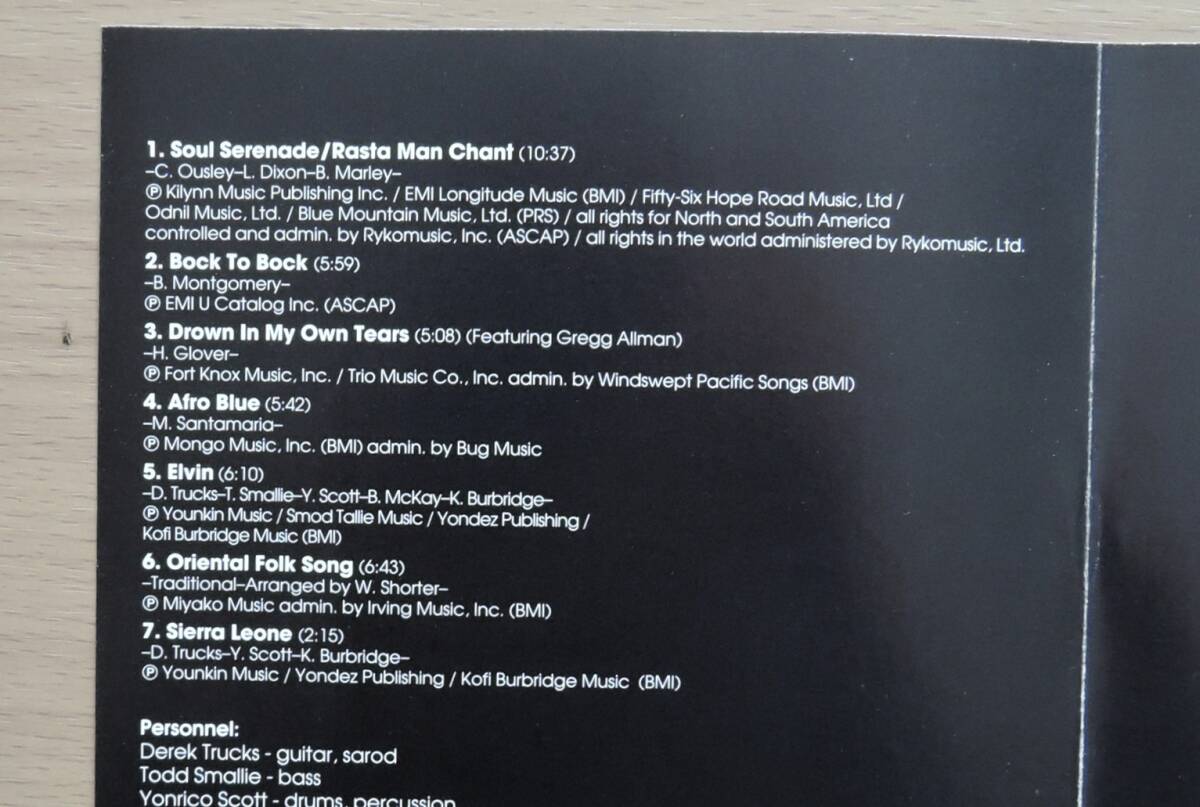 1. Soul Serenade/Rasta Man Chant (10:37)
–C. Ousley–L. Dixon–B. Marley–
℗ Kilynn Music Publishing Inc. / EMI Longitude Music (BMI) / Fifty-Six Hope Road Music, Ltd /
Odnil Music, Ltd. / Blue Mountain Music, Ltd. (PRS) / all rights for North and South America
controlled and admin. by Rykomusic, Inc. (ASCAP) / all rights in the world administered by Rykomusic, Ltd.
2. Bock To Bock (5:59)
–B. Montgomery–
℗ EMI U Catalog Inc. (ASCAP)
3. Drown In My Own Tears (5:08) (Featuring Gregg Allman)
–H. Glover–
℗ Fort Knox Music, Inc. / Trio Music Co., Inc. admin. by Windswept Pacific Songs (BMI)
4. Afro Blue (5:42)
–M. Santamaria–
℗ Mongo Music, Inc. (BMI) admin. by Bug Music
5. Elvin (6:10)
–D. Trucks–T. Smallie–Y. Scott–B. McKay–K. Burbridge–
℗ Younkin Music / Smod Tallie Music / Yondez Publishing /
Kofi Burbridge Music (BMI)
6. Oriental Folk Song (6:43)
–Traditional–Arranged by W. Shorter–
℗ Miyako Music admin. by Irving Music, Inc. (BMI)
7. Sierra Leone (2:15)
–D. Trucks–Y. Scott–K. Burbridge–
℗ Younkin Music / Yondez Publishing / Kofi Burbridge Music (BMI)
Personnel:
Derek Trucks - guitar, sarod
Todd Smallie - bass
Yonrico Scott - drums, percussion